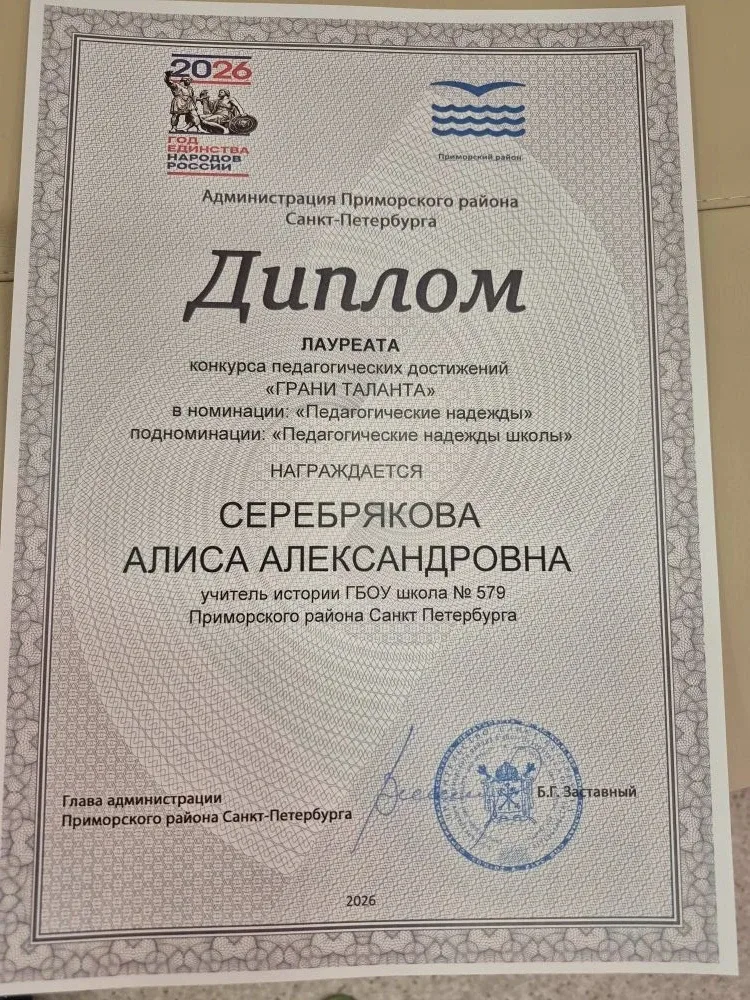 2026
ГОД
ЕДИНСТВА
НАРОДОВ
РОССИИ
Приморский район
Администрация Приморского района
Санкт-Петербурга
Диплом
ЛАУРЕАТА
конкурса педагогических достижений
«ГРАНИ ТАЛАНТА»
в номинации: «Педагогические надежды»
подноминации: «Педагогические надежды школы»
НАГРАЖДАЕТСЯ
СЕРЕБРЯКОВА
АЛИСА АЛЕКСАНДРОВНА
учитель истории ГБОУ школа № 579
Приморского района Санкт Петербурга
Глава администрации
Приморского района Санкт-Петербурга
Б.Г. Заставный
2026